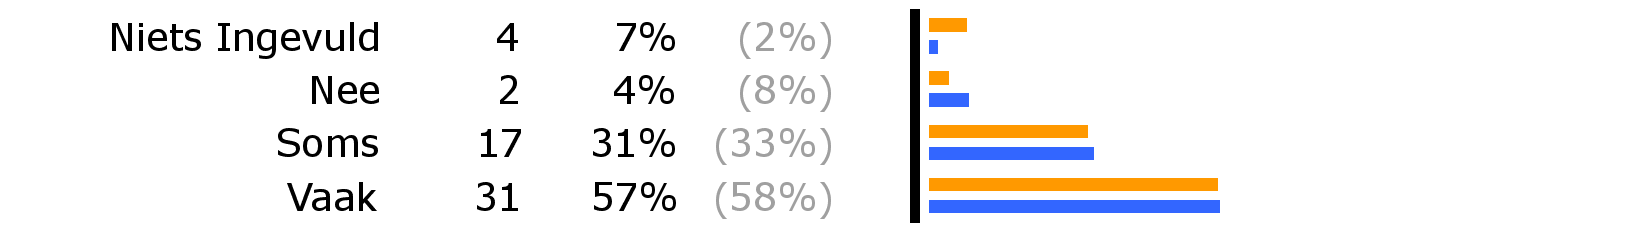 Niets Ingevuld 4 7% (2%)
Nee 2 4% (8%)
Soms 17 31% (33%)
Vaak 31 57% (58%)